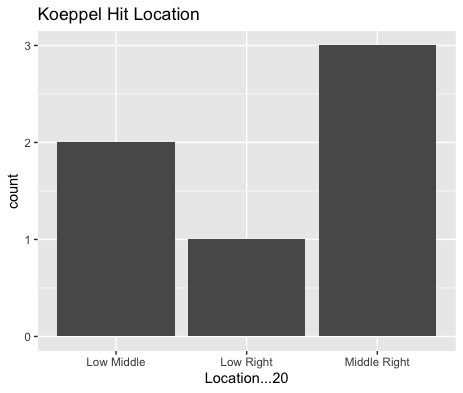 Koeppel Hit Location
3
2
1
0
count
Low Middle Low Right Middle Right
Location...20